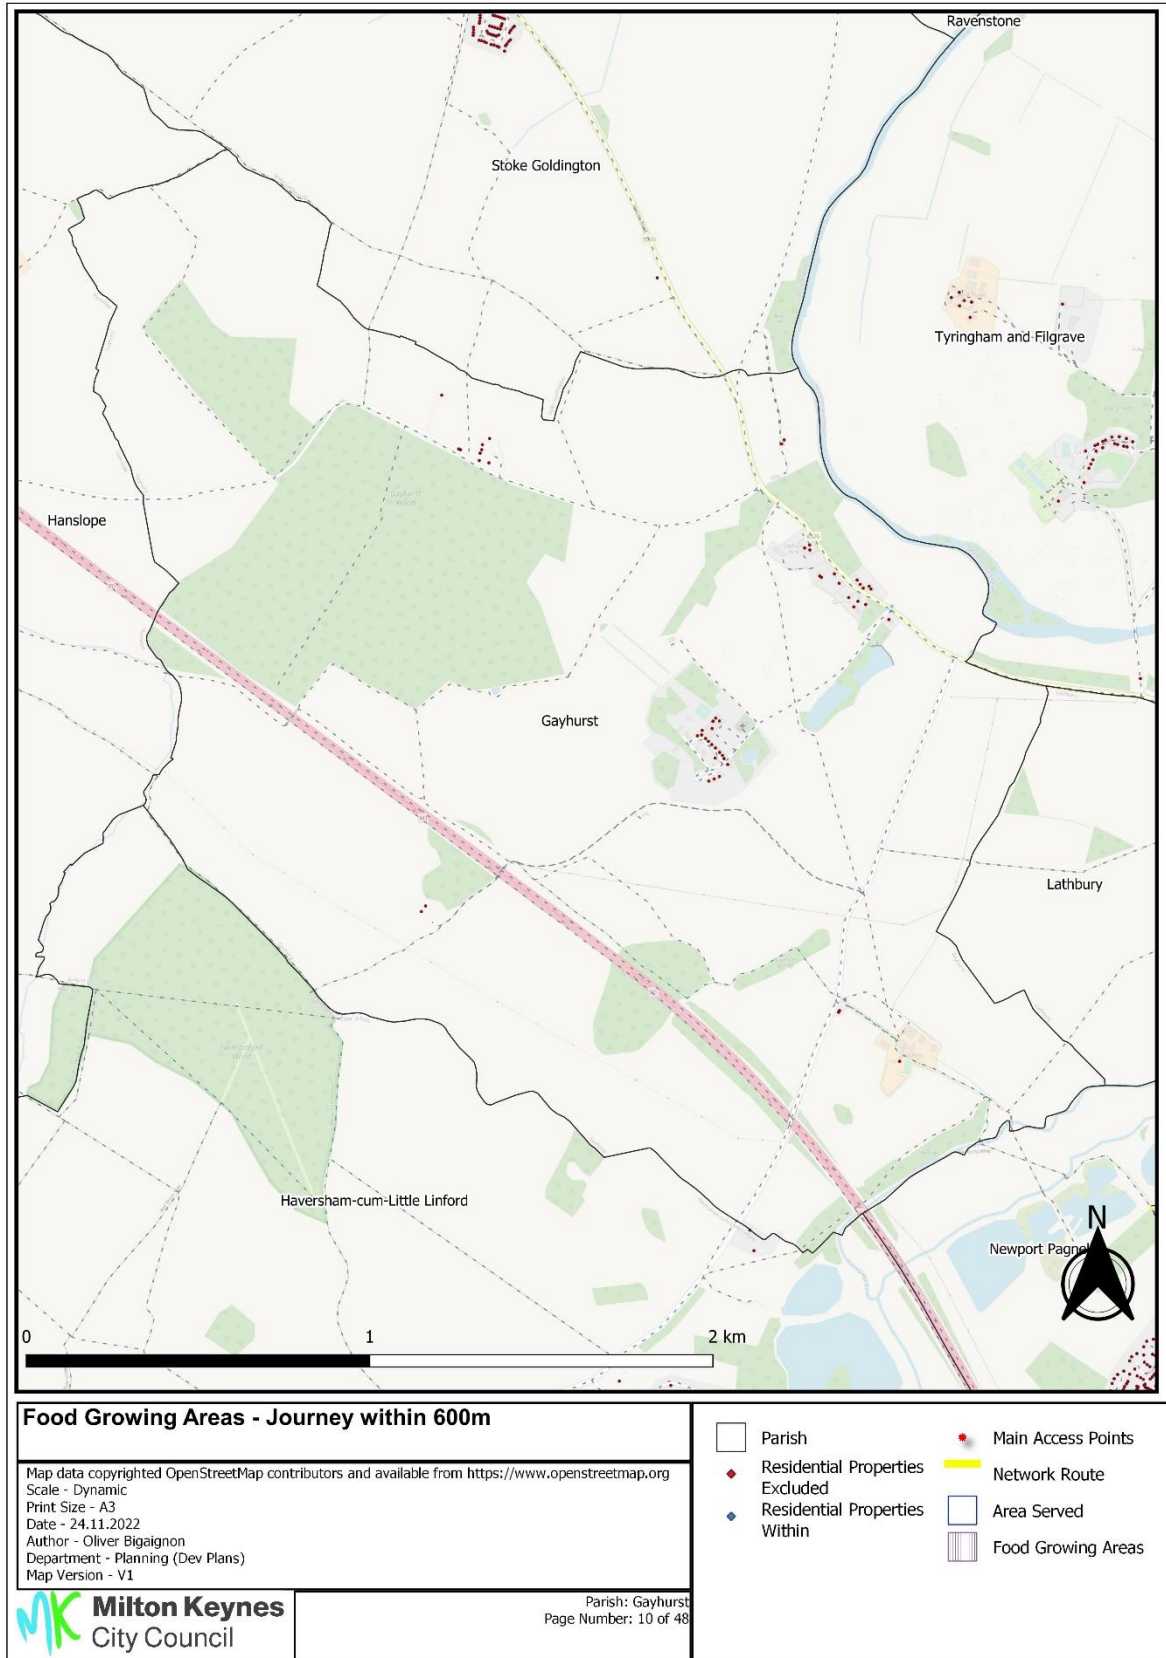 Ravenstone
Stoke Goldington
Tyringham and Filgrave
Hanslope
Gayhurst
Wood
Gayhurst
Lathbury
Haversham-cum-Little Linford
Newport Pagnel
N
0 1 2 km
Food Growing Areas - Journey within 600m
Map data copyrighted OpenStreetMap contributors and available from https://www.openstreetmap.org
Scale - Dynamic
Print Size - A3
Date - 24.11.2022
Author - Oliver Bigaignon
Department - Planning (Dev Plans)
Map Version - V1
MK Milton Keynes
City Council
Parish: Gayhurst
Page Number: 10 of 48
Parish
Residential Properties
Excluded
Residential Properties
Within
Main Access Points
Network Route
Area Served
Food Growing Areas